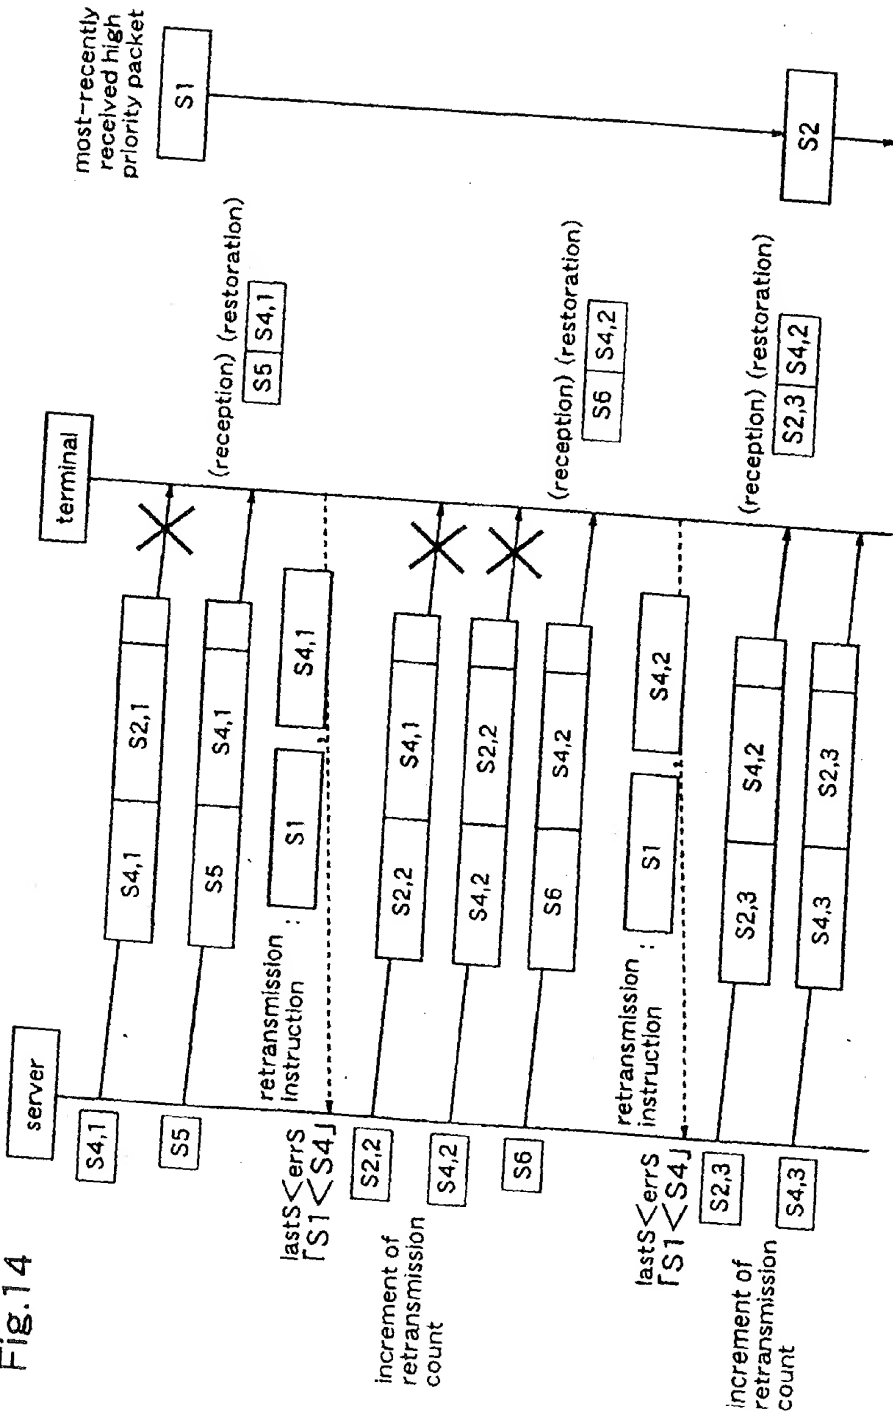 Fig.14
server
terminal
most-recently
received high
priority packet
S4,1
S4,1
S2,1
S1
S5
S5
S4,1
(reception) (restoration)
S5
S4,1
lastS<errS
「S1<S4」
retransmission
Instruction
:
S1
,
S4,1
increment of
retransmission
count
S2,2
S2,2
S4,1
S4,2
S4,2
S2,2
S6
S6
S4,2
(reception) (restoration)
S6
S4,2
lastS<errS
「S1<S4」
retransmission
instruction
:
S1
,
S4,2
increment of
retransmission
count
S2,3
S2,3
S4,2
(reception) (restoration)
S2,3
S4,2
S2
S4,3
S4,3
S2,3